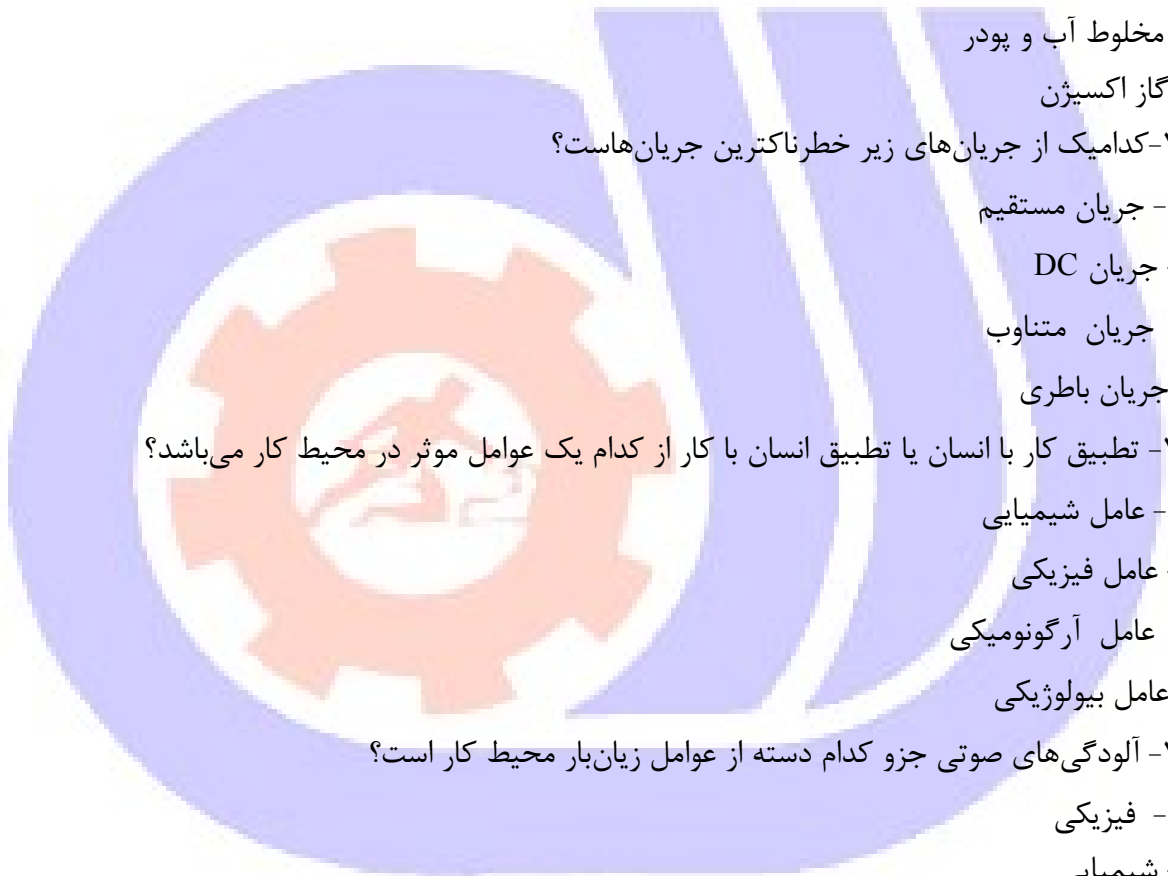 مخلوط آب و پودر
گاز اکسیژن
-کدامیک از جریان‌های زیر خطرناکترین جریان‌هاست؟
- جریان مستقیم
جریان DC
جریان متناوب
جریان باطری
- تطبیق کار با انسان یا تطبیق انسان با کار از کدام یک عوامل موثر در محیط کار می‌باشد؟
- عامل شیمیایی
عامل فیزیکی
عامل آرگونومیکی
عامل بیولوژیکی
- آلودگی‌های صوتی جزو کدام دسته از عوامل زیان‌بار محیط کار است؟
- فیزیکی